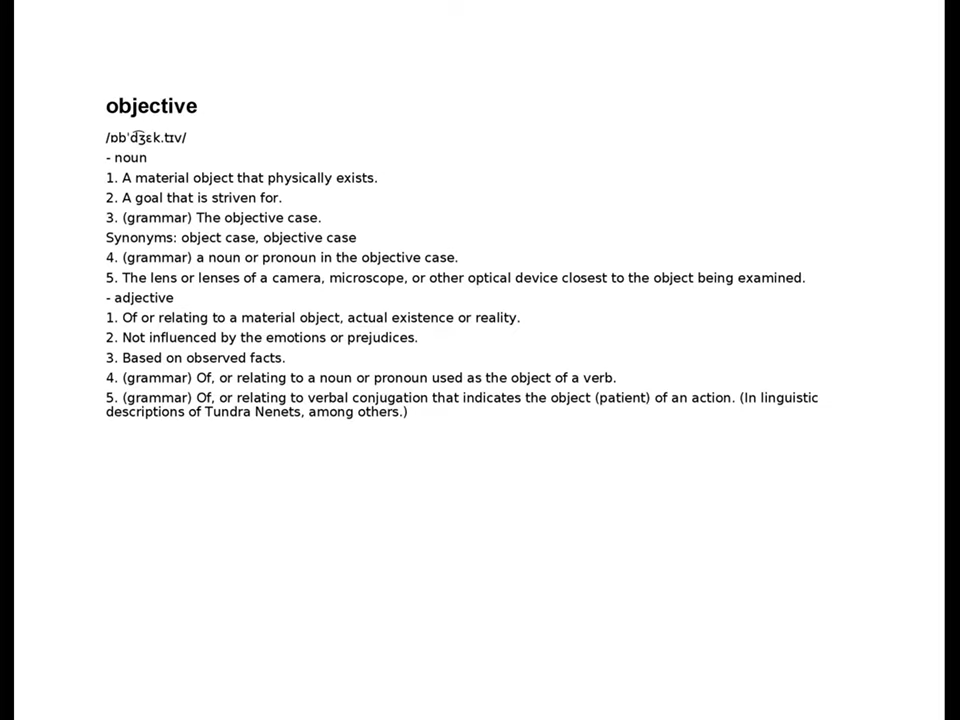 objective
/ɒbˈd͡ʒɛk.tɪv/
- noun
1. A material object that physically exists.
2. A goal that is striven for.
3. (grammar) The objective case.
Synonyms: object case, objective case
4. (grammar) a noun or pronoun in the objective case.
5. The lens or lenses of a camera, microscope, or other optical device closest to the object being examined.
- adjective
1. Of or relating to a material object, actual existence or reality.
2. Not influenced by the emotions or prejudices.
3. Based on observed facts.
4. (grammar) Of, or relating to a noun or pronoun used as the object of a verb.
5. (grammar) Of, or relating to verbal conjugation that indicates the object (patient) of an action. (In linguistic
descriptions of Tundra Nenets, among others.)